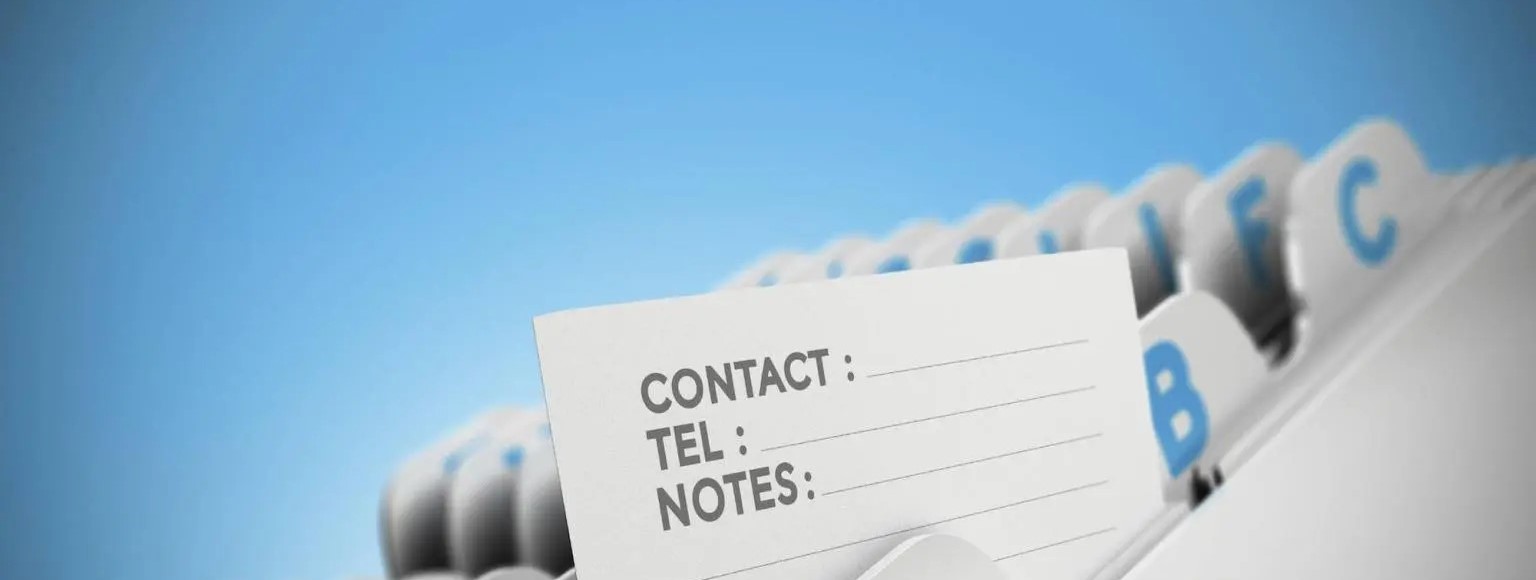 CONTACT :
TEL :
NOTES:
B
C
F